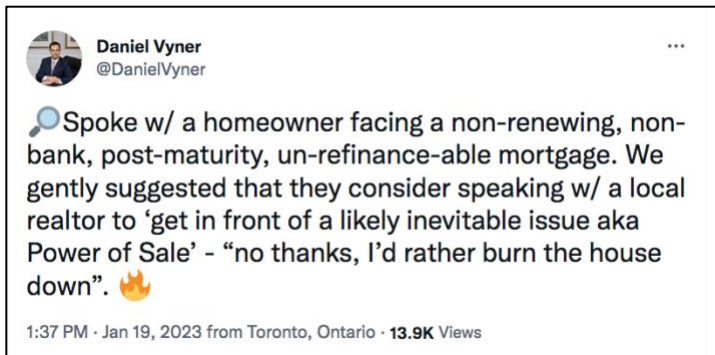 Daniel Vyner
@DanielVyner
🔎Spoke w/ a homeowner facing a non-renewing, non-
bank, post-maturity, un-refinance-able mortgage. We
gently suggested that they consider speaking w/ a local
realtor to ‘get in front of a likely inevitable issue aka
Power of Sale’ - “no thanks, I’d rather burn the house
down”. 🔥
1:37 PM · Jan 19, 2023 from Toronto, Ontario · 13.9K Views